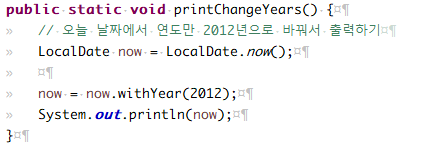 public static void printChangeYears() {
// 오늘 날짜에서 연도만 2012년으로 바꿔서 출력하기
LocalDate now = LocalDate.now();
now = now.withYear(2012);
System.out.println(now);
}